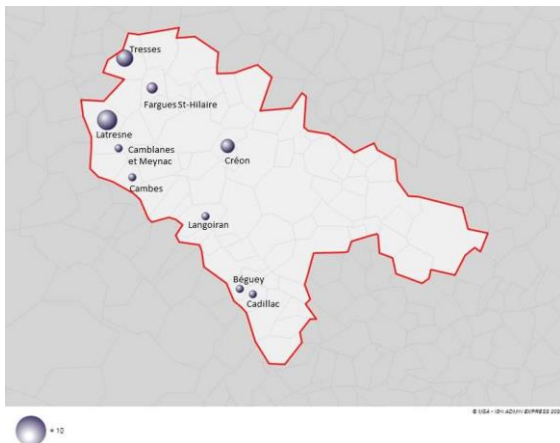 Tresses
Fargues St-Hilaire
Latresne
Camblanes
et Meynac
Créon
Cambes
Langoiran
Béguey
Cadillac
= 10